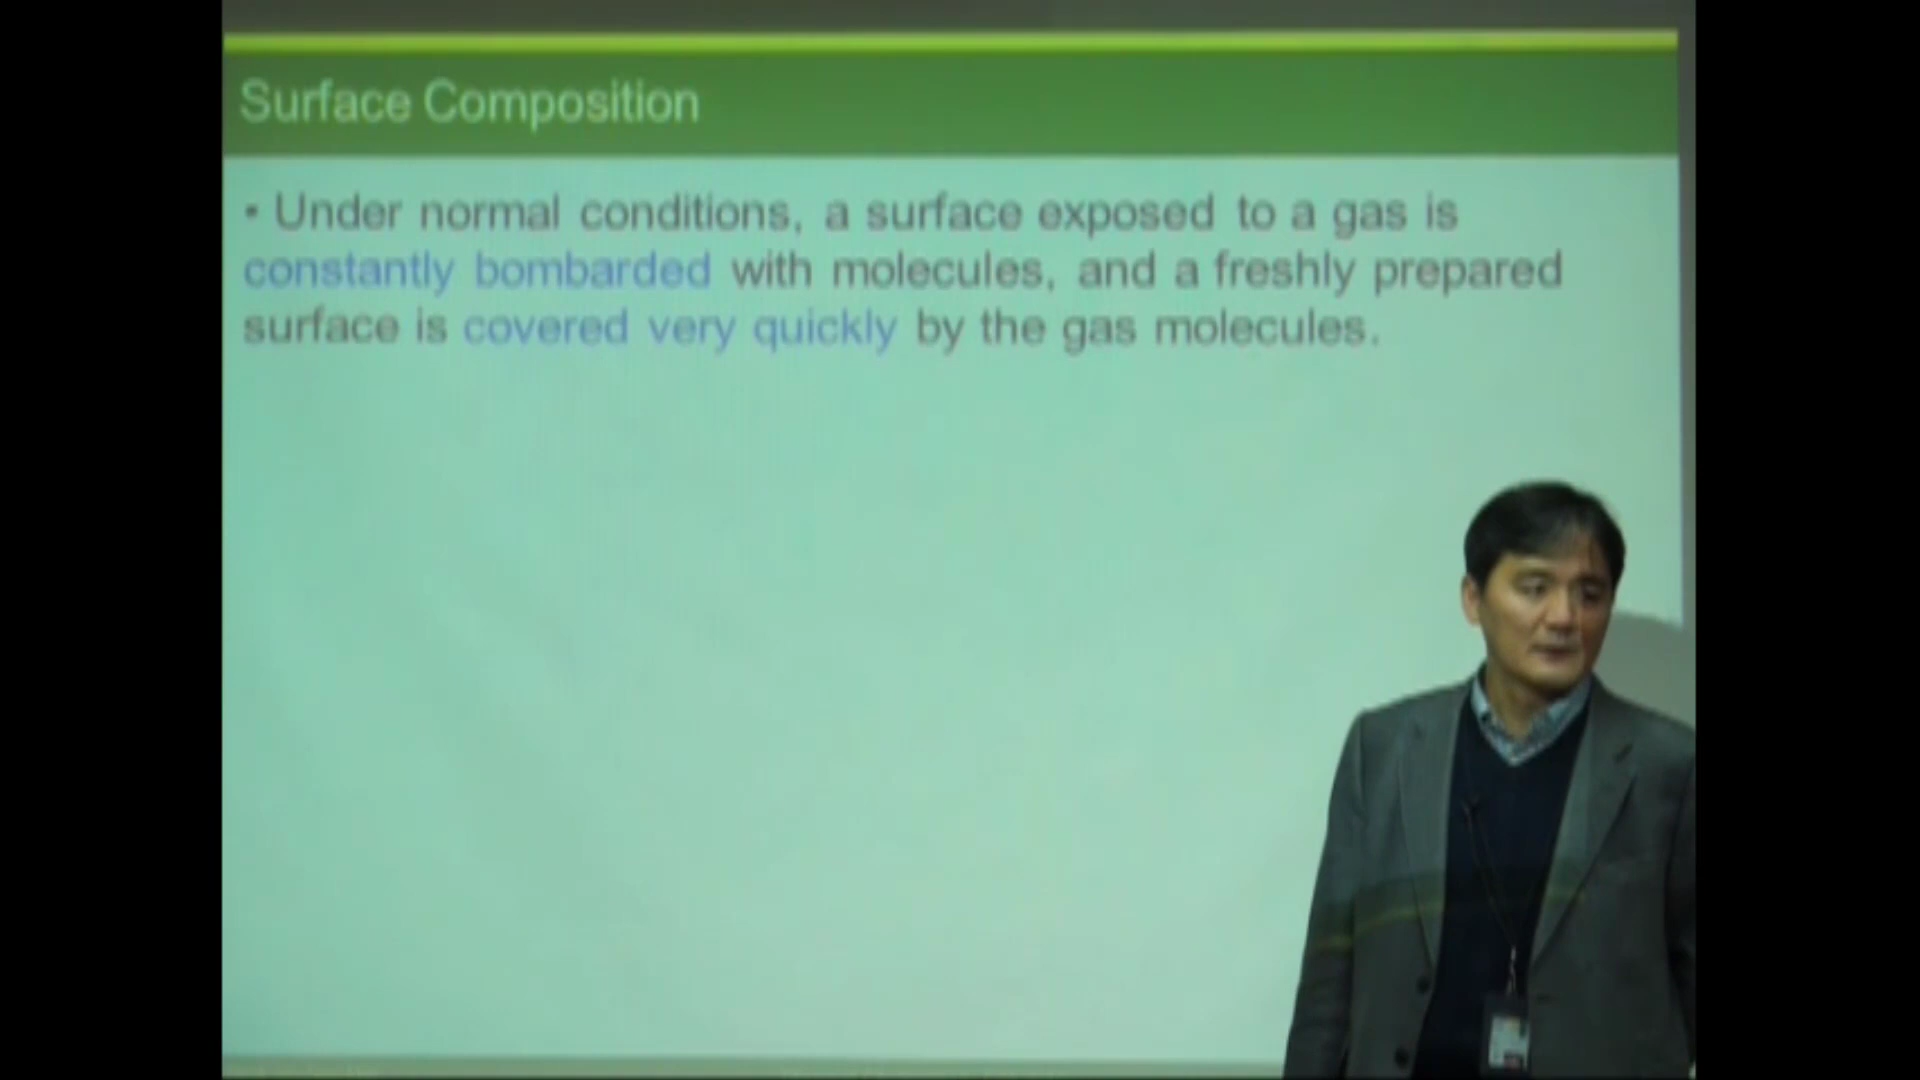 Surface Composition
• Under normal conditions, a surface exposed to a gas is
constantly bombarded with molecules, and a freshly prepared
surface is covered very quickly by the gas molecules.